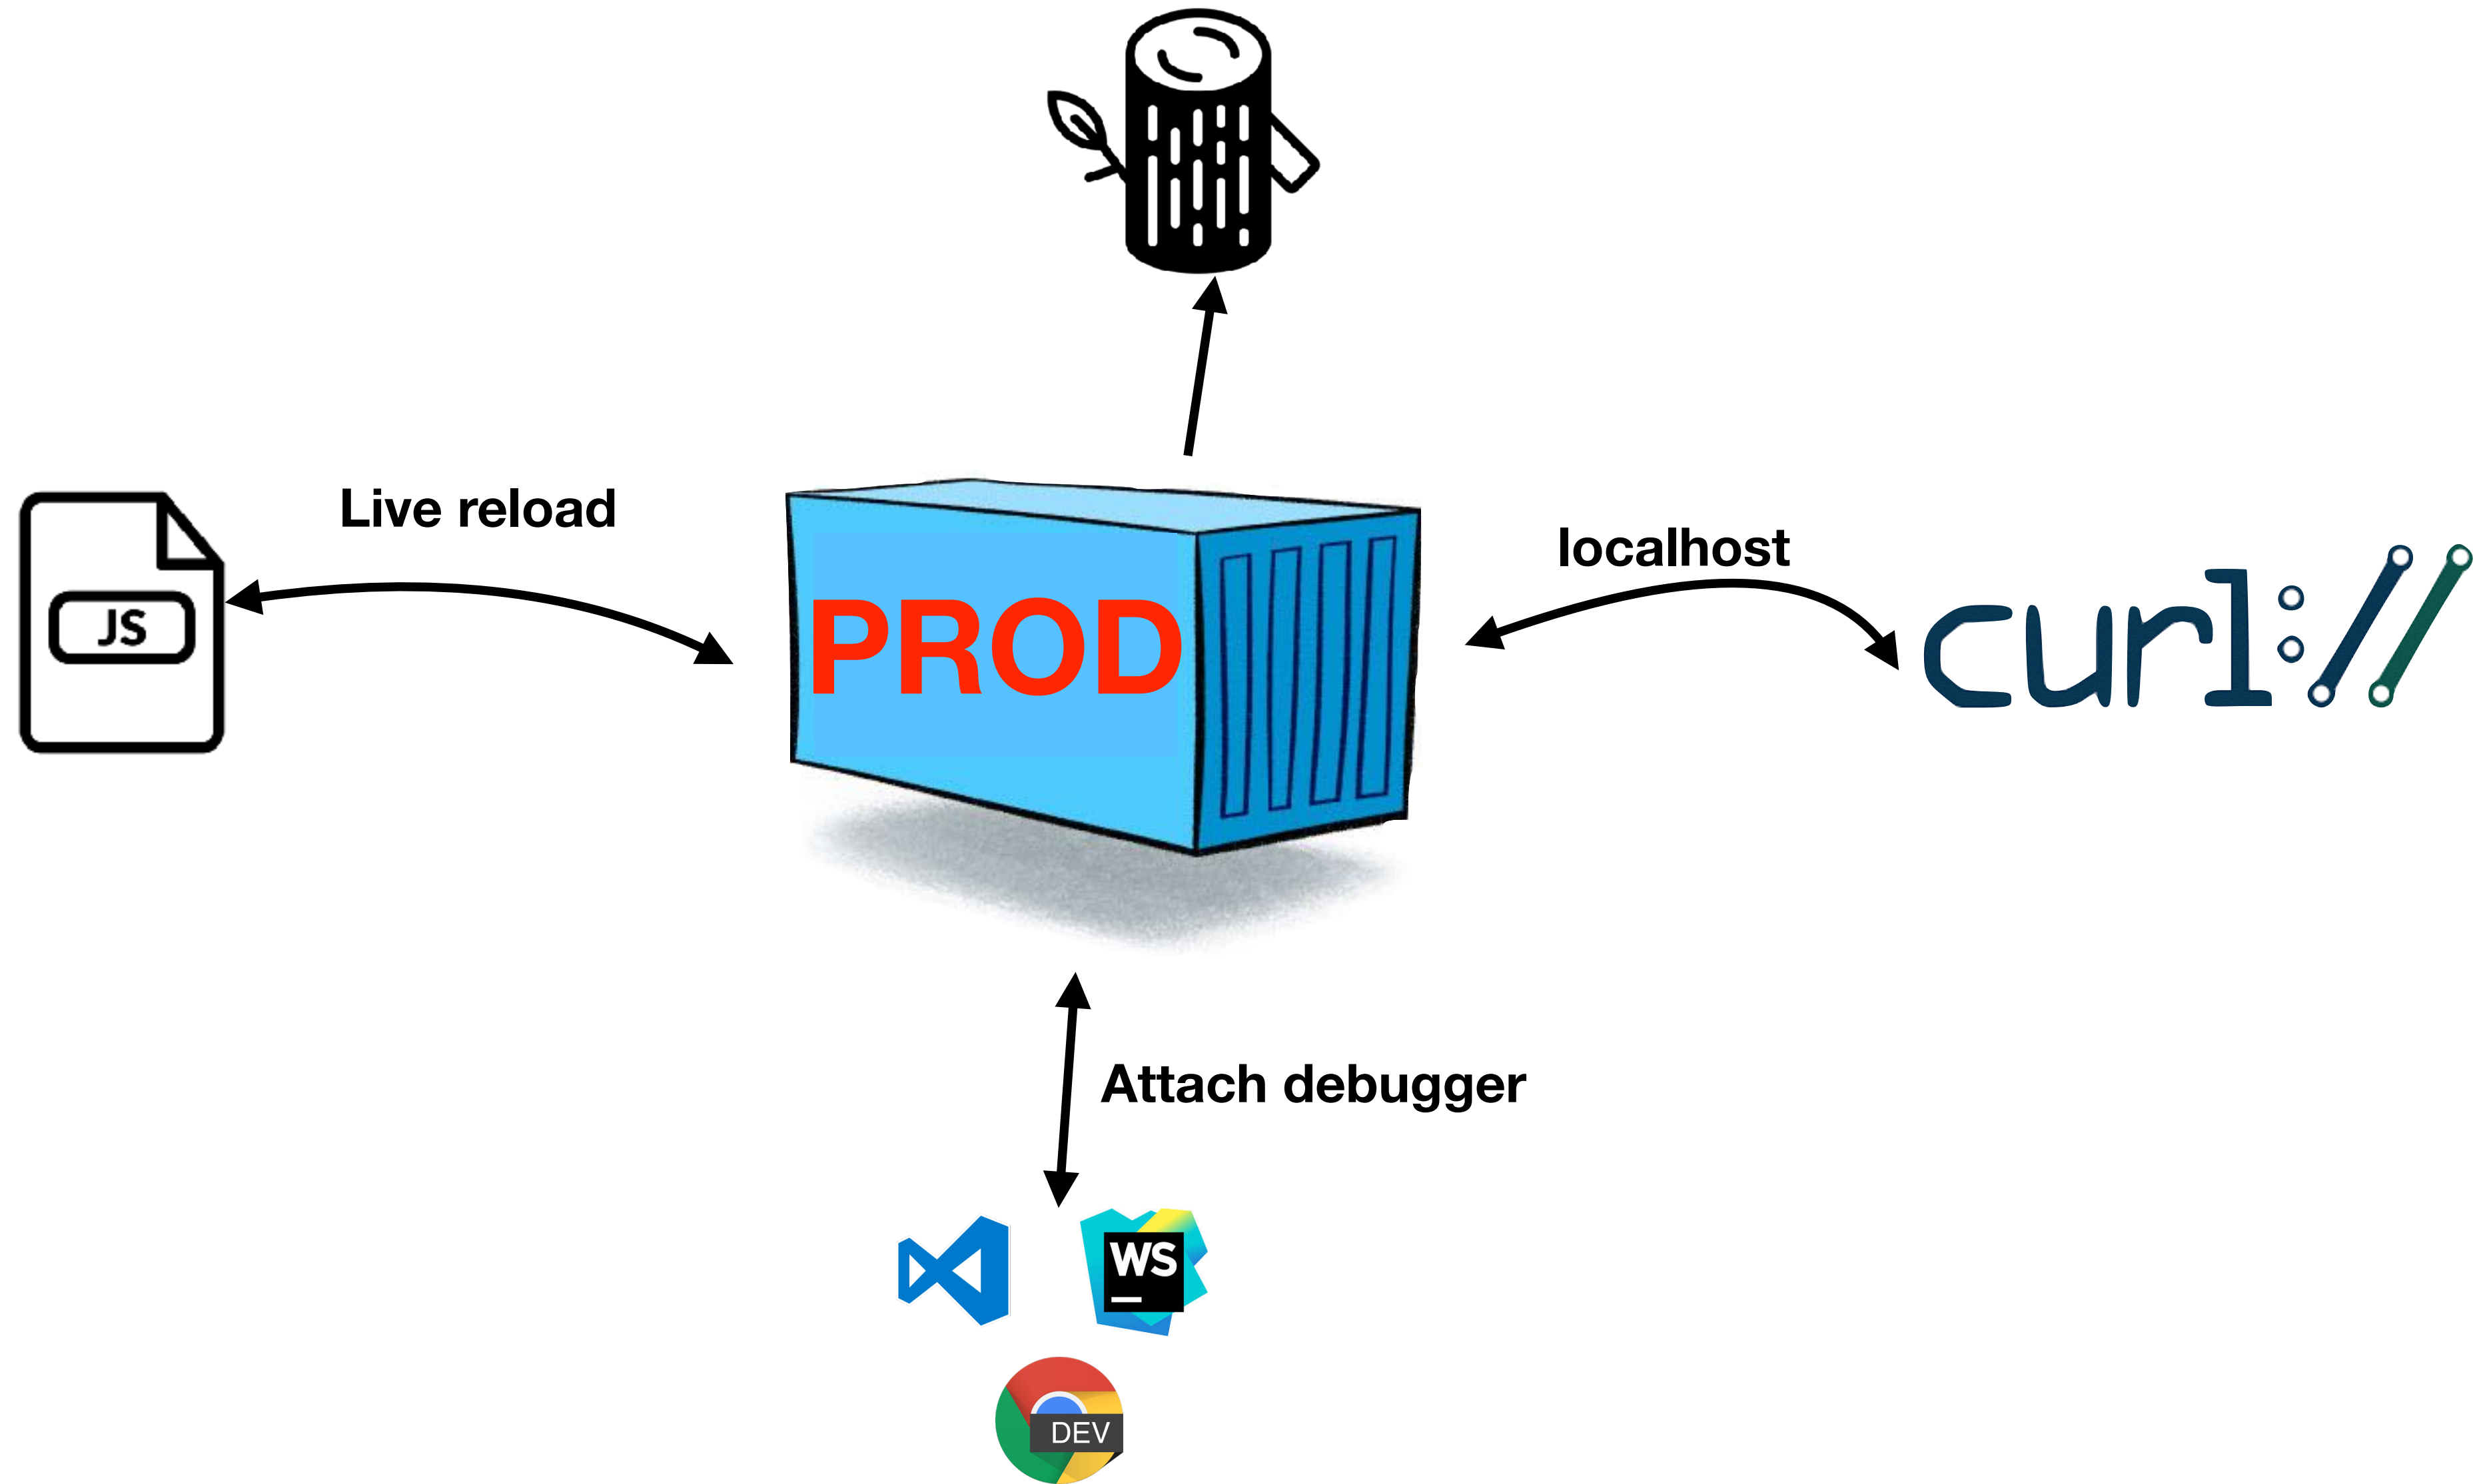 Live reload
localhost
JS
PROD
curl://
Attach debugger
WS
DEV